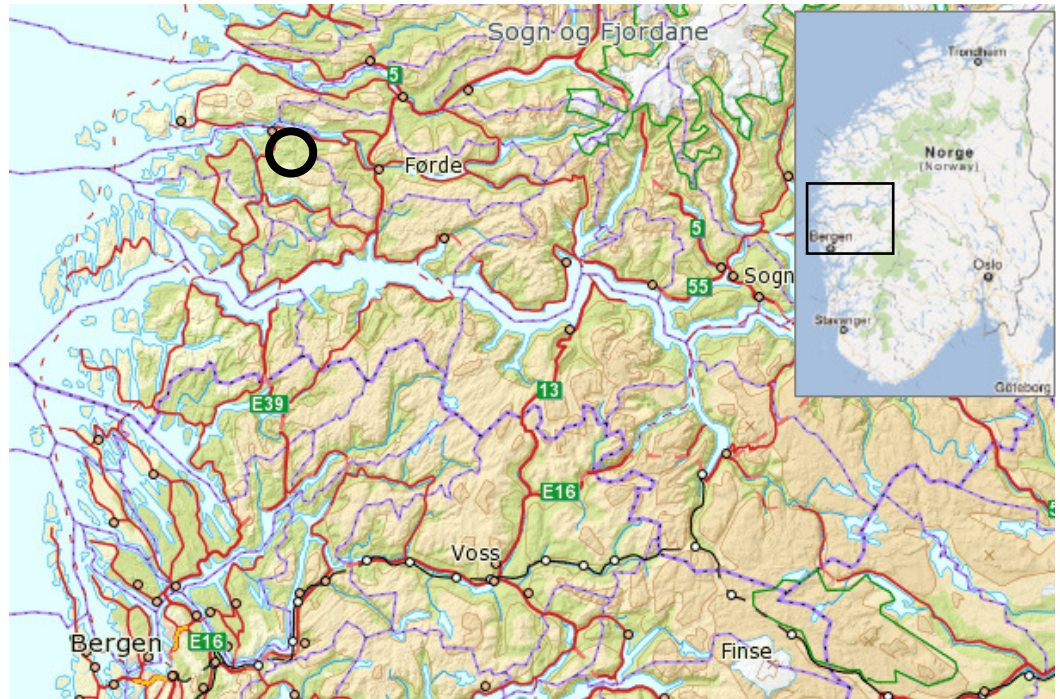 Sogn og Fjordane
5
Førde
5
Sogn
55
13
E39
E16
Voss
Bergen
E16
Finse
5
Trondheim
Norge
(Norway)
Bergen
Oslo
Stavanger
Göteborg